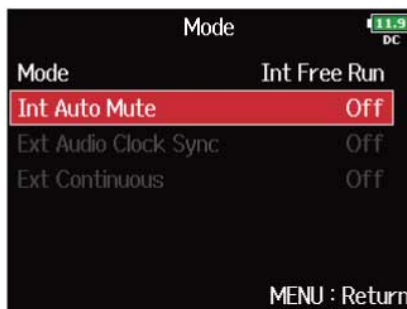 Mode
11.9
DC
Mode Int Free Run
Int Auto Mute Off
Ext Audio Clock Sync Off
Ext Continuous Off
MENU : Return